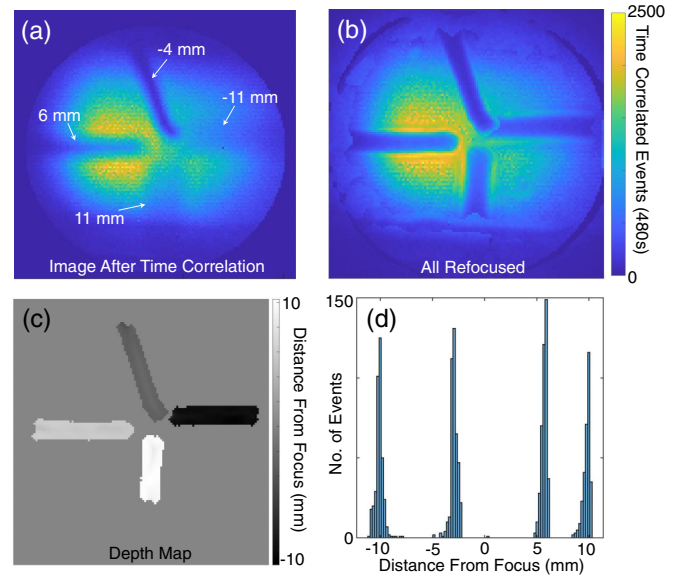 (a)
-4 mm
-11 mm
6 mm
11 mm
Image After Time Correlation
(b)
All Refocused
2500
Time Correlated Events (480s)
0
(c)
Depth Map
10
Distance From Focus (mm)
-10
(d)
150
No. of Events
0
-10 -5 0 5 10
Distance From Focus (mm)